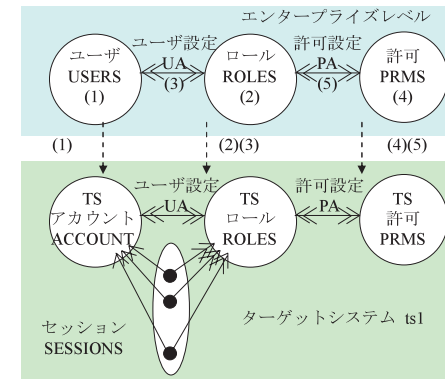 エンタープライズレベル
ユーザ
USERS
(1)
ユーザ設定
UA
(3)
ロール
ROLES
(2)
許可設定
PA
(5)
許可
PRMS
(4)
(1)
(2)(3)
(4)(5)
TS
アカウント
ACCOUNT
ユーザ設定
UA
TS
ロール
ROLES
許可設定
PA
TS
許可
PRMS
セッション
SESSIONS
ターゲットシステム ts1